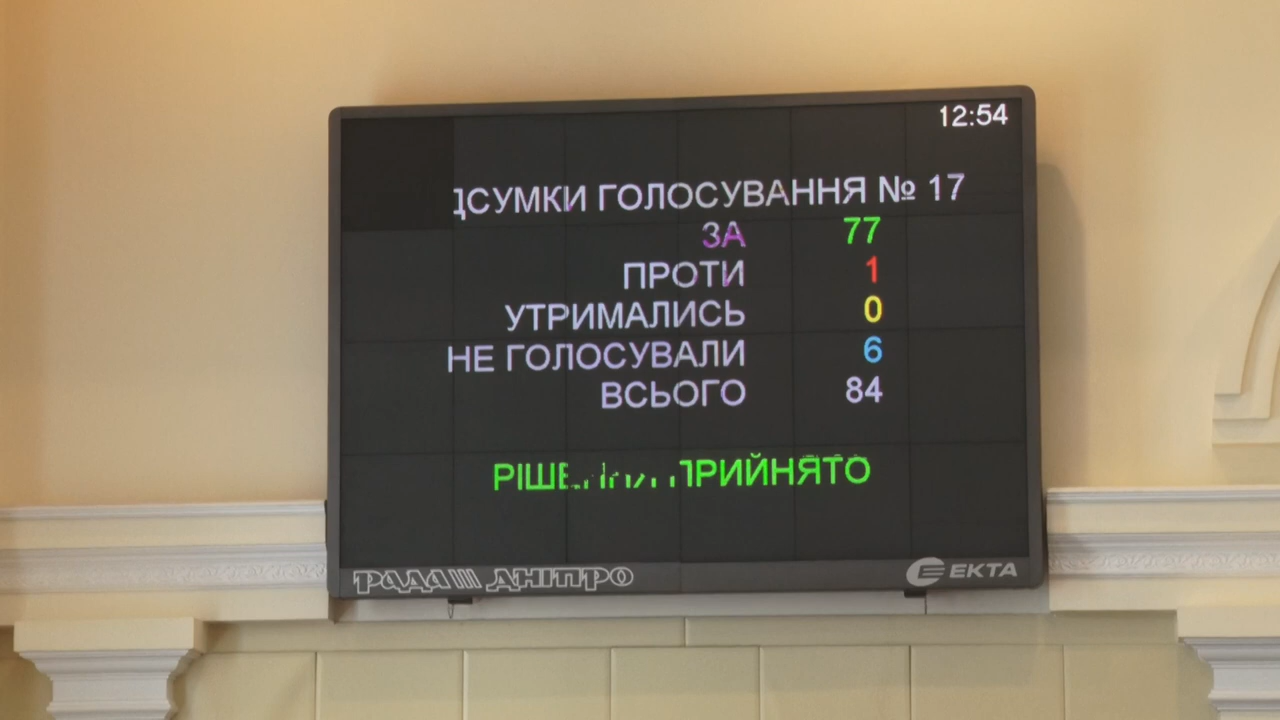 12:54
ДСУМКИ ГОЛОСУВАННЯ № 17
ЗА 77
ПРОТИ 1
УТРИМАЛИСЬ 0
НЕ ГОЛОСУВАЛИ 6
ВСЬОГО 84
ПРИЙНЯТО
РАДА ДНІПРО
ЕКТА